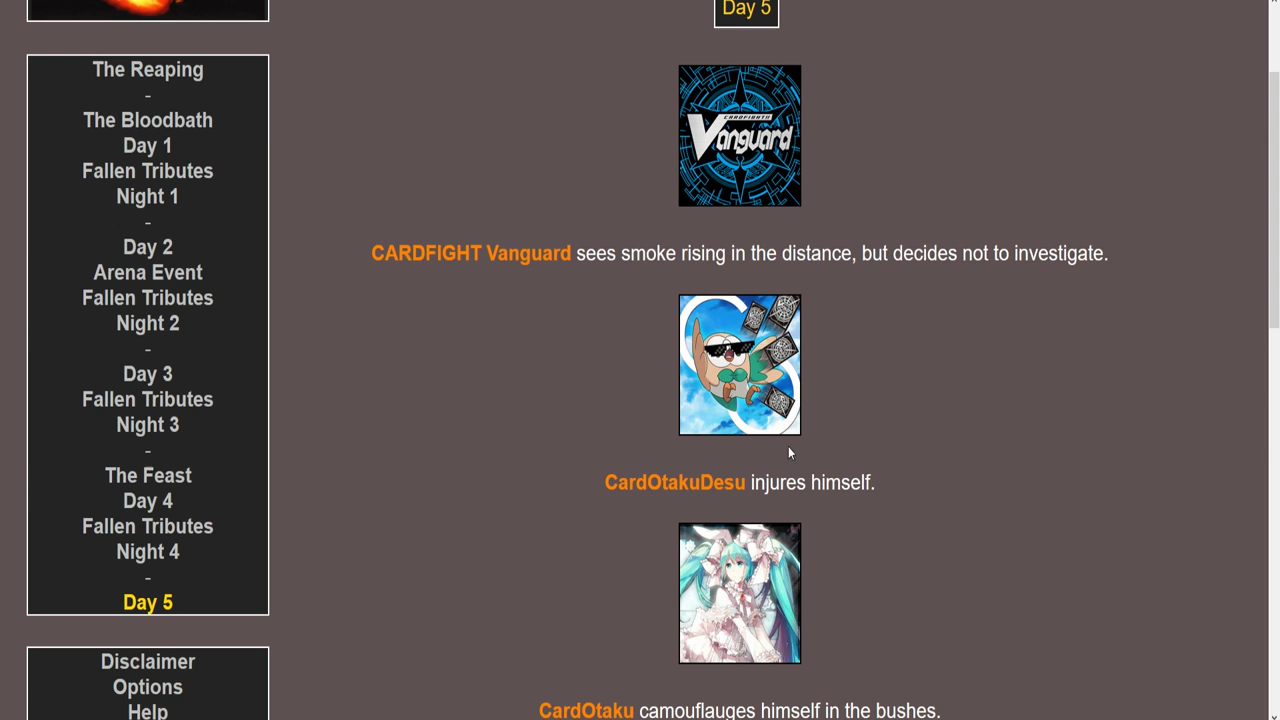 Day 5
The Reaping
-
The Bloodbath
Day 1
Fallen Tributes
Night 1
-
Day 2
Arena Event
Fallen Tributes
Night 2
-
Day 3
Fallen Tributes
Night 3
-
The Feast
Day 4
Fallen Tributes
Night 4
-
Day 5
Disclaimer
Options
Help
CARDFIGHT!!
Vanguard
CARDFIGHT Vanguard sees smoke rising in the distance, but decides not to investigate.
CardOtakuDesu injures himself.
CardOtaku camouflauges himself in the bushes.